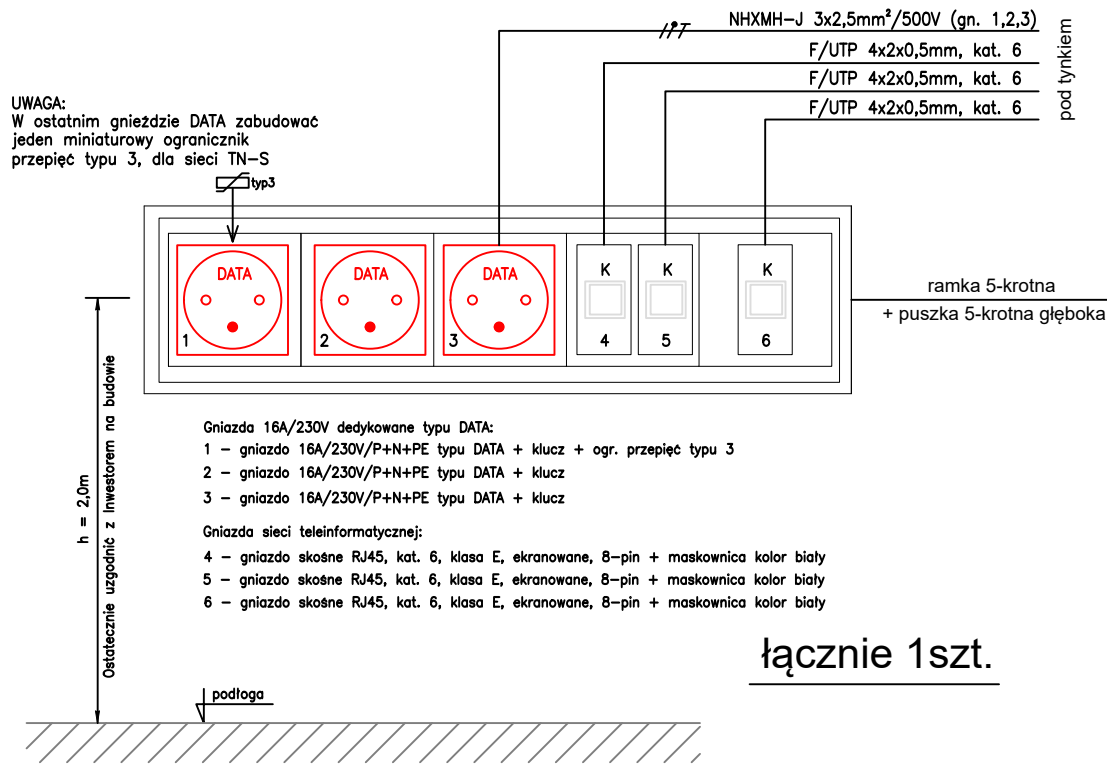 NHXMH-J 3x2,5mm²/500V (gn. 1,2,3)
F/UTP 4x2x0,5mm, kat. 6
F/UTP 4x2x0,5mm, kat. 6
F/UTP 4x2x0,5mm, kat. 6
pod tynkiem
UWAGA:
W ostatnim gnieździe DATA zabudować
jeden miniaturowy ogranicznik
przepięć typu 3, dla sieci TN-S
typ3
DATA
DATA
DATA
K
K
K
1
2
3
4
5
6
ramka 5-krotna
+ puszka 5-krotna głęboka
h = 2,0m
Ostatecznie uzgodnić z Inwestorem na budowie
Gniazda 16A/230V dedykowane typu DATA:
1 - gniazdo 16A/230V/P+N+PE typu DATA + klucz + ogr. przepięć typu 3
2 - gniazdo 16A/230V/P+N+PE typu DATA + klucz
3 - gniazdo 16A/230V/P+N+PE typu DATA + klucz
Gniazda sieci teleinformatycznej:
4 - gniazdo skośne RJ45, kat. 6, klasa E, ekranowane, 8-pin + maskownica kolor biały
5 - gniazdo skośne RJ45, kat. 6, klasa E, ekranowane, 8-pin + maskownica kolor biały
6 - gniazdo skośne RJ45, kat. 6, klasa E, ekranowane, 8-pin + maskownica kolor biały
łącznie 1szt.
podłoga